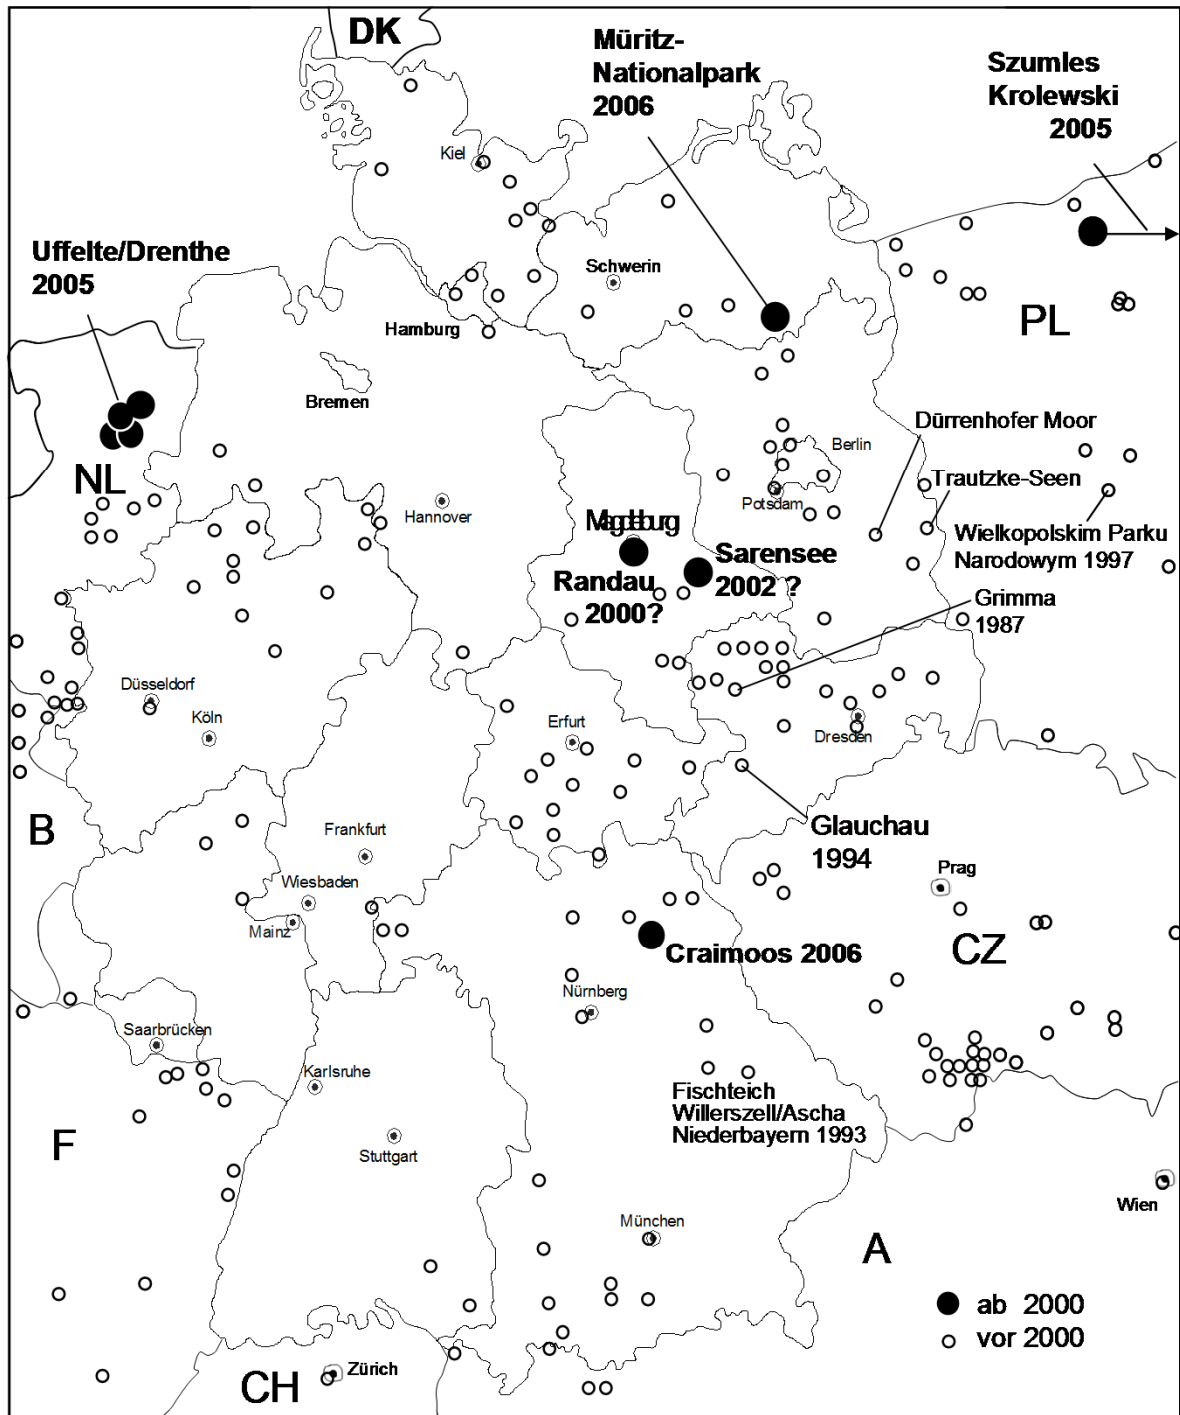 DK
Müritz-
Nationalpark
2006
Szumles
Krolewski
2005
Kiel
Uffelte/Drenthe
2005
Schwerin
Hamburg
PL
Bremen
Dürrenhofer Moor
Berlin
NL
Trautzke-Seen
Potsdam
Hannover
Magdeburg
Wielkopolskim Parku
Narodowym 1997
Sarensee
2002 ?
Randau
2000?
Grimma
1987
Düsseldorf
Köln
Erfurt
Dresden
B
Frankfurt
Glauchau
1994
Wiesbaden
Prag
Mainz
Craimoos 2006
CZ
Nürnberg
Saarbrücken
Karlsruhe
Fischteich
Willerszell/Ascha
Niederbayern 1993
F
Stuttgart
Wien
München
A
ab 2000
vor 2000
Zürich
CH